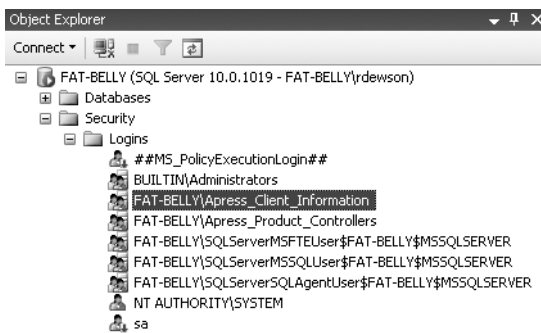 Object Explorer
Connect
FAT-BELLY (SQL Server 10.0.1019 - FAT-BELLY\rdewson)
Databases
Security
Logins
##MS_PolicyExecutionLogin##
BUILTIN\Administrators
FAT-BELLY\Apress_Client_Information
FAT-BELLY\Apress_Product_Controllers
FAT-BELLY\SQLServerMSFTEUser$FAT-BELLY$MSSQLSERVER
FAT-BELLY\SQLServerMSSQLUser$FAT-BELLY$MSSQLSERVER
FAT-BELLY\SQLServerSQLAgentUser$FAT-BELLY$MSSQLSERVER
NT AUTHORITY\SYSTEM
sa